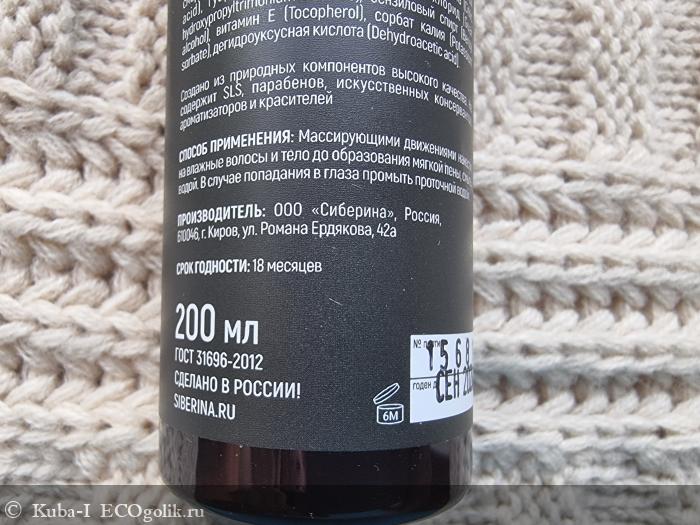 acid),
хлорид
hydroxypropyltrimonium
бензиловый спирт
alcohol), витамин Е (Tocopherol), сорбат калия
sorbate), дегидроуксусная кислота (Dehydroacetic acid)
Создано из природных компонентов высокого качества.
содержит SLS, парабенов, искусственных
ароматизаторов и красителей
СПОСОБ ПРИМЕНЕНИЯ: Массирующими движениями
на влажные волосы и тело до образования мягкой пены,
водой. В случае попадания в глаза промыть проточной водой
ПРОИЗВОДИТЕЛЬ: ООО «Сиберина», Россия,
610046, г. Киров, ул. Романа Ердякова, 42а
СРОК ГОДНОСТИ: 18 месяцев
200 мл
ГОСТ 31696-2012
СДЕЛАНО В РОССИИ!
SIBERINA.RU
6M
№
1568
годен
СЕН
© Kuba-I ECOgolik.ru